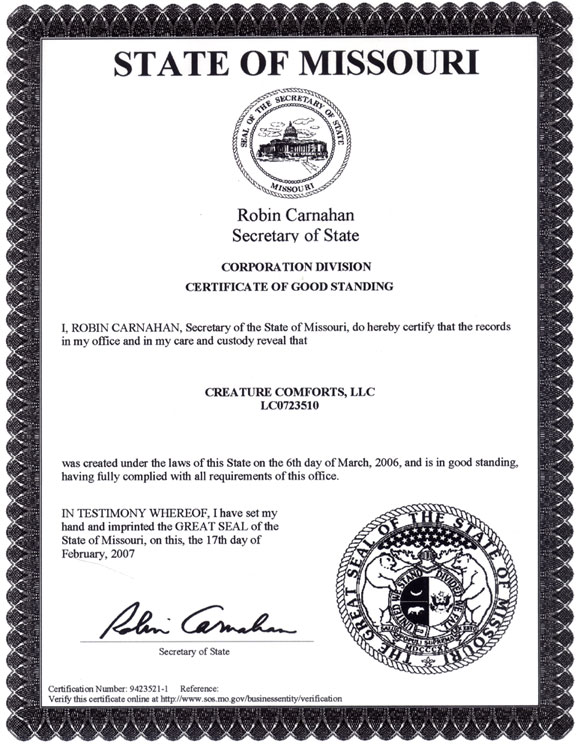 STATE OF MISSOURI
SEAL OF THE SECRETARY OF STATE
MISSOURI
Robin Carnahan
Secretary of State
CORPORATION DIVISION
CERTIFICATE OF GOOD STANDING
I, ROBIN CARNAHAN, Secretary of the State of Missouri, do hereby certify that the records
in my office and in my care and custody reveal that
CREATURE COMFORTS, LLC
LC0723510
was created under the laws of this State on the 6th day of March, 2006, and is in good standing,
having fully complied with all requirements of this office.
IN TESTIMONY WHEREOF, I have set my
hand and imprinted the GREAT SEAL of the
State of Missouri, on this, the 17th day of
February, 2007
THE GREAT SEAL OF THE STATE OF MISSOURI
UNITED WE STAND DIVIDED WE FALL
MDCCCXX
Robin Carnahan
Secretary of State
Certification Number: 9423521-1 Reference:
Verify this certificate online at http://www.sos.mo.gov/businessentity/verification